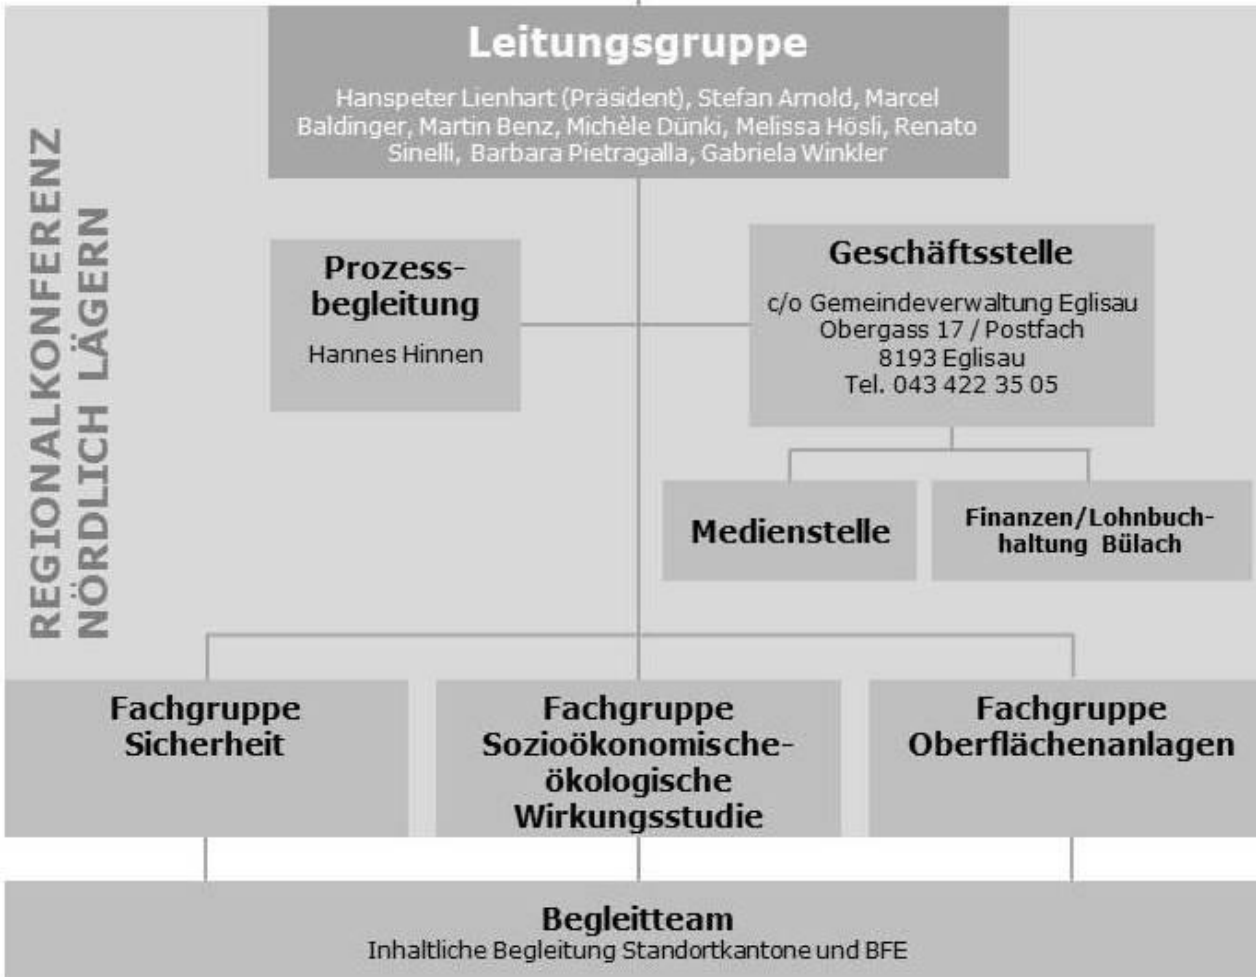 REGIONALKONFERENZ
NÖRDLICH LÄGERN
Leitungsgruppe
Hanspeter Lienhart (Präsident), Stefan Arnold, Marcel
Baldinger, Martin Benz, Michèle Dünki, Melissa Hösli, Renato
Sinelli, Barbara Pietragalla, Gabriela Winkler
Prozess-
begleitung
Hannes Hinnen
Geschäftsstelle
c/o Gemeindeverwaltung Eglisau
Obergass 17 / Postfach
8193 Eglisau
Tel. 043 422 35 05
Medienstelle
Finanzen/Lohnbuch-
haltung Bülach
Fachgruppe
Sicherheit
Fachgruppe
Sozioökonomische-
ökologische
Wirkungsstudie
Fachgruppe
Oberflächenanlagen
Begleitteam
Inhaltliche Begleitung Standortkantone und BFE